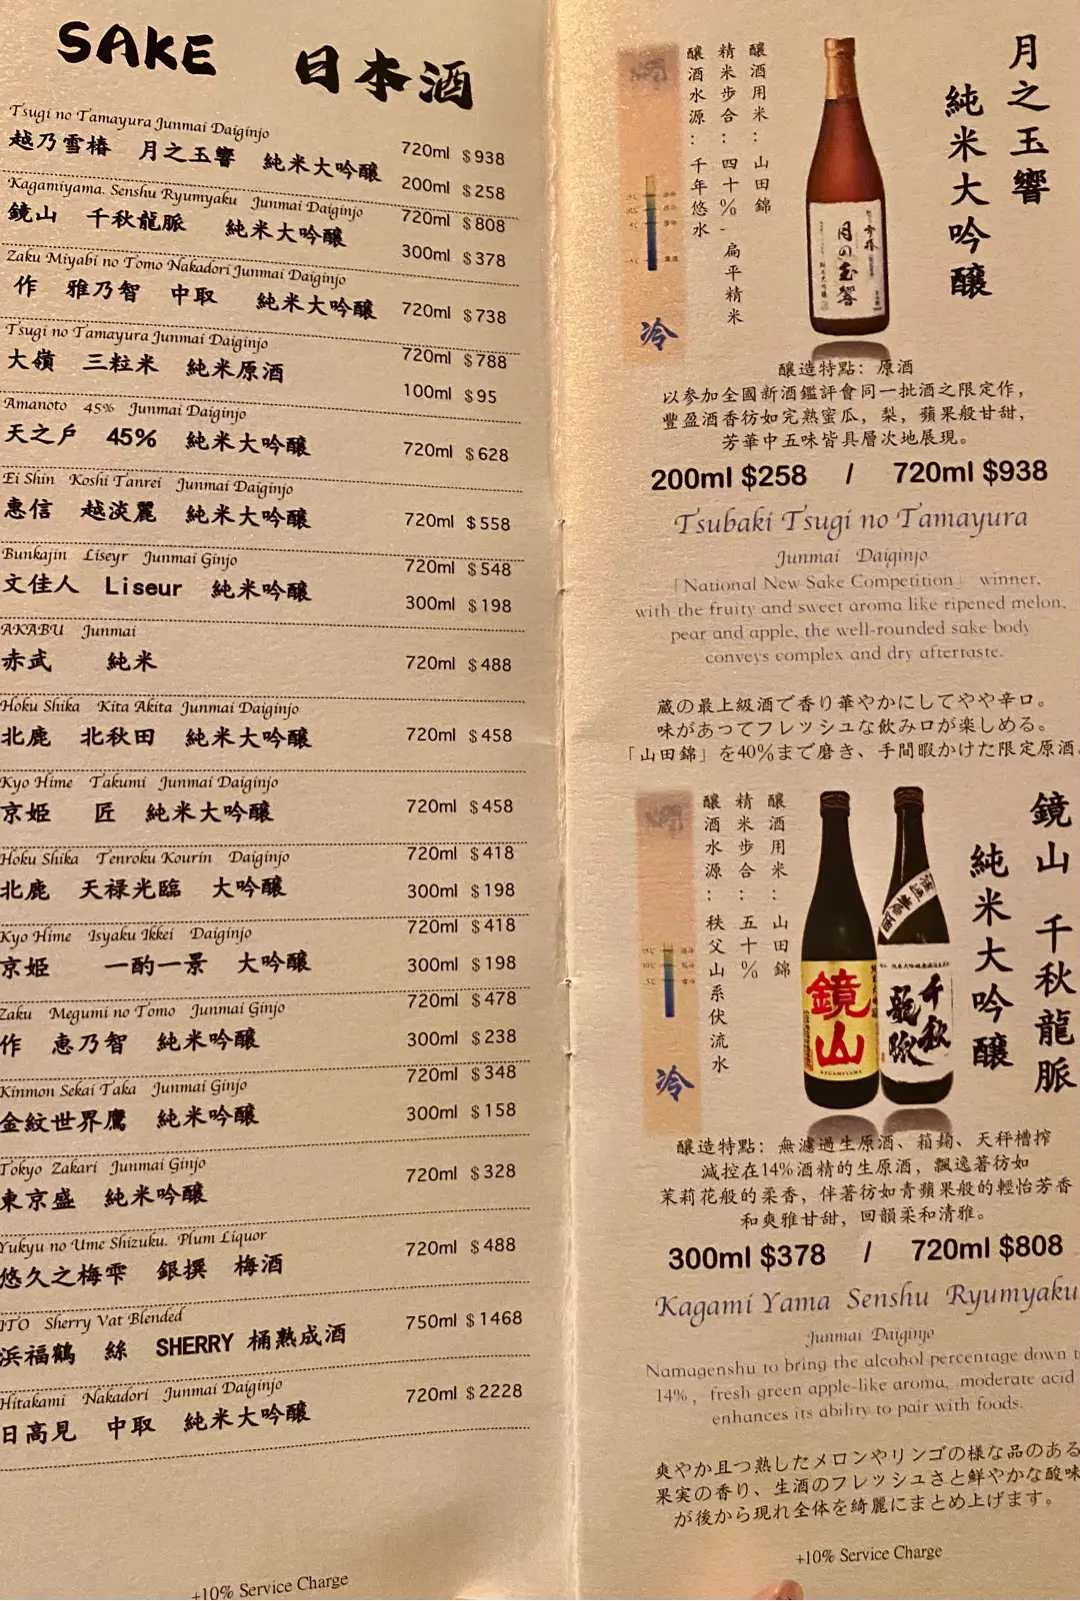 SAKE 日本酒
Tsugi no Tamayura Junmai Daiginjo
越乃雪椿 月之玉響 純米大吟醸 720ml $938
200ml $258
Kagamiyama. Senshu Ryumyaku Junmai Daiginjo
鏡山 千秋龍脈 純米大吟醸 720ml $808
300ml $378
Zaku Miyabi no Tomo Nakadori Junmai Daiginjo
作 雅乃智 中取 純米大吟醸 720ml $738
Tsugi no Tamayura Junmai Daiginjo
大嶺 三粒米 純米原酒 720ml $788
100ml $95
Amanoto 45% Junmai Daiginjo
天之戶 45% 純米大吟醸 720ml $628
Ei Shin Koshi Tanrei Junmai Daiginjo
惠信 越淡麗 純米大吟醸 720ml $558
Bunkajin Liseyr Junmai Ginjo
文佳人 Liseur 純米吟醸 720ml $548
300ml $198
AKABU Junmai
赤武 純米 720ml $488
Hoku Shika Kita Akita Junmai Daiginjo
北鹿 北秋田 純米大吟醸 720ml $458
Kyo Hime Takumi Junmai Daiginjo
京姫 匠 純米大吟醸 720ml $458
Hoku Shika Tenroku Kourin Daiginjo
北鹿 天禄光臨 大吟醸 720ml $418
300ml $198
Kyo Hime Isyaku Ikkei Daiginjo
京姫 一酌一景 大吟醸 720ml $418
300ml $198
Zaku Megumi no Tomo Junmai Ginjo
作 恵乃智 純米吟醸 720ml $478
300ml $238
Kinmon Sekai Taka Junmai Ginjo
金紋世界鷹 純米吟醸 720ml $348
300ml $158
Tokyo Zakari Junmai Ginjo
東京盛 純米吟醸 720ml $328
Yukyu no Ume Shizuku. Plum Liquor
悠久之梅雫 銀撰 梅酒 720ml $488
ITO Sherry Vat Blended
浜福鶴 絲 SHERRY 桶熟成酒 750ml $1468
Hitakami Nakadori Junmai Daiginjo
日高見 中取 純米大吟醸 720ml $2228
+10% Service Charge
月之玉響
純米大吟醸
釀酒用米：山田錦
精米步合：四十%-扁平精米
釀酒水源：千年悠水
冷
月の玉響
釀造特點：原酒
以參加全國新酒鑑評會同一批酒之限定作，
豐盈酒香彷如完熟蜜瓜，梨，蘋果般甘甜，
芳華中五味皆具層次地展現。
200ml $258 / 720ml $938
Tsubaki Tsugi no Tamayura
Junmai Daiginjo
「National New Sake Competition」 winner,
with the fruity and sweet aroma like ripened melon,
pear and apple, the well-rounded sake body
conveys complex and dry aftertaste.
蔵の最上級酒で香り華やかにしてやや辛口。
味があってフレッシュな飲み口が楽しめる。
「山田錦」を40%まで磨き、手間暇かけた限定原酒。
鏡山 千秋龍脈
純米大吟醸
釀酒用米：山田錦
精米步合：五十%
釀酒水源：秩父山系伏流水
冷
鏡山
KAGAMIYAMA
千秋
龍脈
釀造特點：無濾過生原酒、箱麹、天秤槽搾
減控在14%酒精的生原酒，飄逸著彷如
茉莉花般的柔香，伴著彷如青蘋果般的輕怡芳香
和爽雅甘甜，回韻柔和清雅。
300ml $378 / 720ml $808
Kagami Yama Senshu Ryumyaku
Junmai Daiginjo
Namagenshu to bring the alcohol percentage down t
14%, fresh green apple-like aroma, moderate acid
enhances its ability to pair with foods.
爽やか且つ熟したメロンやリンゴの様な品のある
果実の香り、生酒のフレッシュさと鮮やかな酸味
が後から現れ全体を綺麗にまとめ上げます。
+10% Service Charge